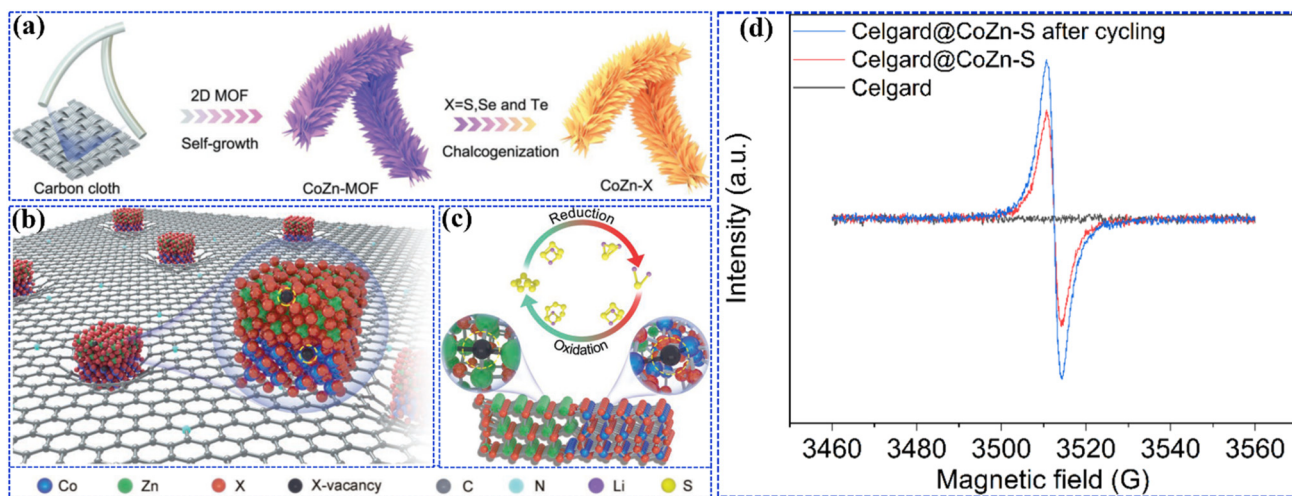 (a)
2D MOF
Self-growth
Carbon cloth
CoZn-MOF
X=S,Se and Te
Chalcogenization
CoZn-X
(b)
(c)
Reduction
Oxidation
Co Zn X X-vacancy C N Li S
(d)
Celgard@CoZn-S after cycling
Celgard@CoZn-S
Celgard
Intensity (a.u.)
3460 3480 3500 3520 3540 3560
Magnetic field (G)